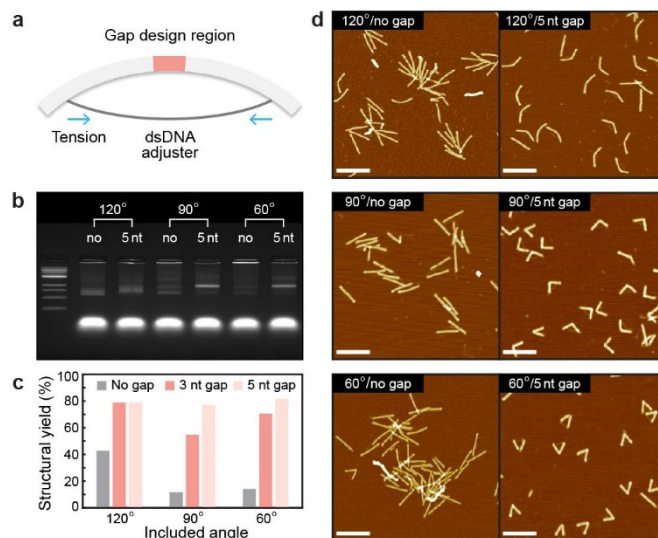 a
Gap design region
Tension
dsDNA
adjuster
b
120° 90° 60°
no 5 nt no 5 nt no 5 nt
c
Structural yield (%)
100
80
60
40
20
0
No gap 3 nt gap 5 nt gap
120° 90° 60°
Included angle
d
120°/no gap 120°/5 nt gap
90°/no gap 90°/5 nt gap
60°/no gap 60°/5 nt gap